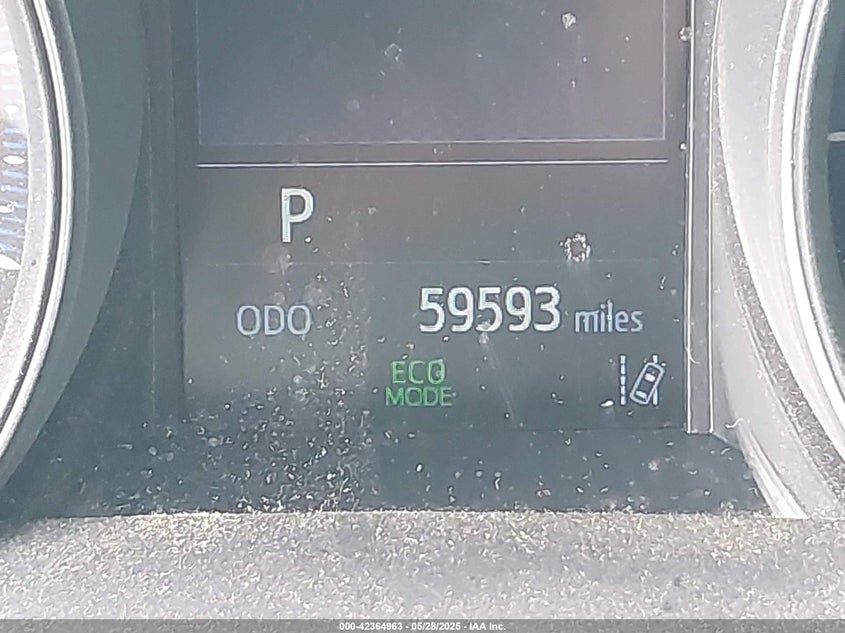 P
ODO 59593 miles
ECO
MODE
000-42364963 - 05/28/2025 - IAA Inc.